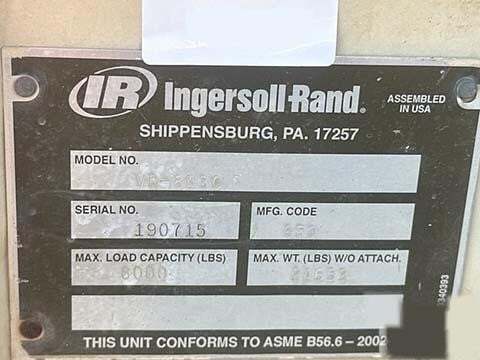 IR Ingersoll-Rand®
ASSEMBLED
IN USA
SHIPPENSBURG, PA. 17257
MODEL NO.
SERIAL NO.
190715
MFG. CODE
MAX. LOAD CAPACITY (LBS)
8000
MAX. WT. (LBS) W/O ATTACH.
THIS UNIT CONFORMS TO ASME B56.6 – 2002